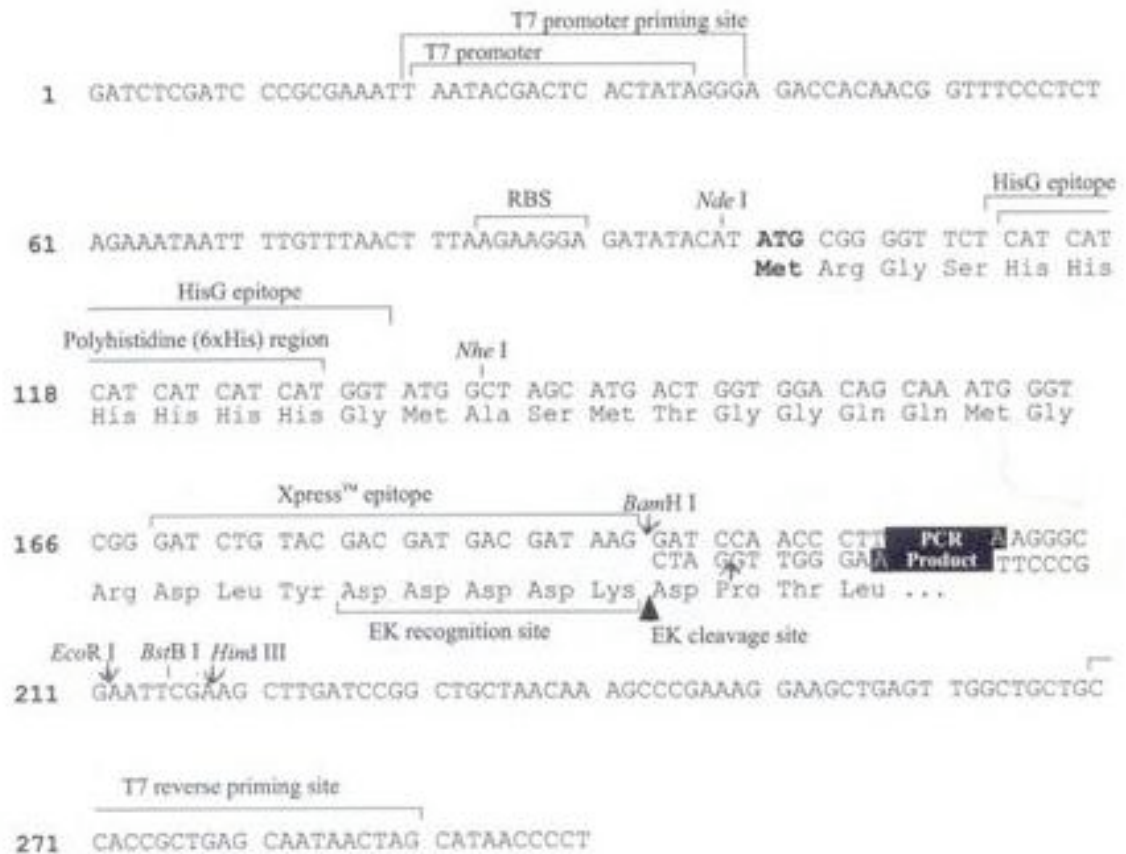 T7 promoter priming site
T7 promoter
1 GATCTCGATC CCGCGAAATT AATACGACTC ACTATAGGGA GACCACAACG GTTTCCCTCT
RBS NdeI HisG epitope
61 AGAAATAATT TTGTTTAACT TTAAGAAGGA GATATACAT ATG CGG GGT TCT CAT CAT
Met Arg Gly Ser His His
HisG epitope
Polyhistidine (6xHis) region NheI
118 CAT CAT CAT CAT GGT ATG GCT AGC ATG ACT GGT GGA CAG CAA ATG GGT
His His His His Gly Met Ala Ser Met Thr Gly Gly Gln Gln Met Gly
Xpress™ epitope BamH I
166 CGG GAT CTG TAC GAC GAT GAC GAT AAG GAT CCA ACC CTT PCR A AGGGC
CTA GGT TGG GA A Product TTCCCG
Arg Asp Leu Tyr Asp Asp Asp Asp Lys Asp Pro Thr Leu ...
EK recognition site EK cleavage site
EcoR I BstB I Hind III
211 GAATTCGAAG CTTGATCCGG CTGCTAACAA AGCCCGAAAG GAAGCTGAGT TGGCTGCTGC
T7 reverse priming site
271 CACCGCTGAG CAATAACTAG CATAACCCCT